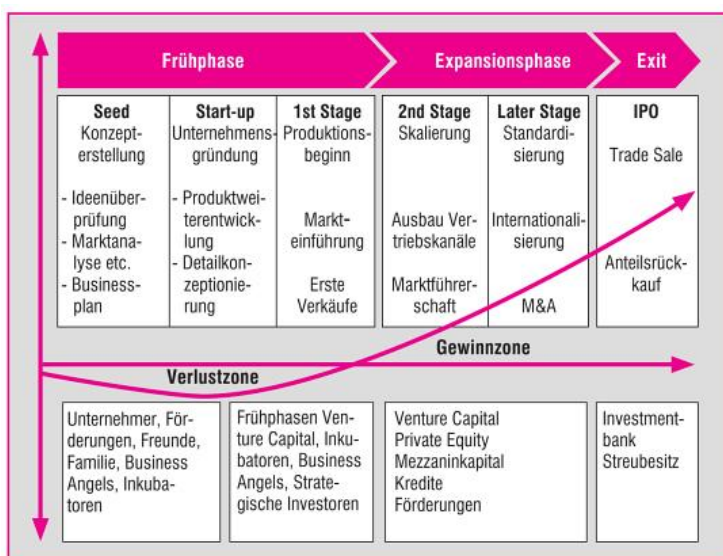 Frühphase
Expansionsphase
Exit
Seed
Konzept-
erstellung
- Ideenüber-
prüfung
- Marktana-
lyse etc.
- Business-
plan
Start-up
Unternehmens-
gründung
- Produktwei-
terentwick-
lung
- Detailkon-
zeptionie-
rung
1st Stage
Produktions-
beginn
Markt-
einführung
Erste
Verkäufe
2nd Stage
Skalierung
Ausbau Ver-
triebskanäle
Marktführer-
schaft
Later Stage
Standardi-
sierung
Internationali-
sierung
M&A
IPO
Trade Sale
Anteilsrück-
kauf
Gewinnzone
Verlustzone
Unternehmer, För-
derungen, Freunde,
Familie, Business
Angels, Inkuba-
toren
Frühphasen Ven-
ture Capital, Inku-
batoren, Business
Angels, Strate-
gische Investoren
Venture Capital
Private Equity
Mezzaninkapital
Kredite
Förderungen
Investment-
bank
Streubesitz